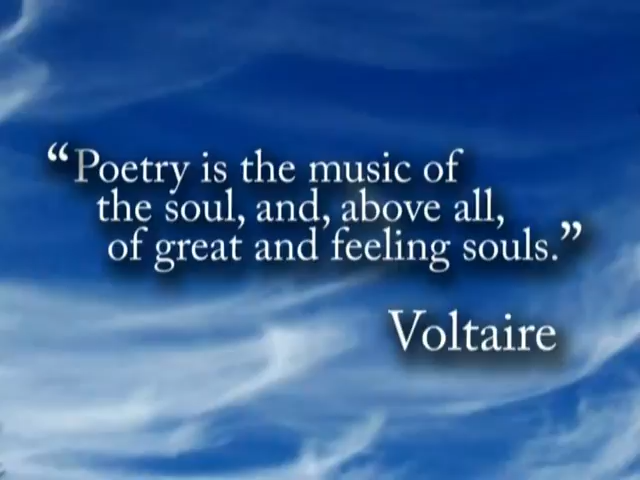 “Poetry is the music of
the soul, and, above all,
of great and feeling souls.”
Voltaire